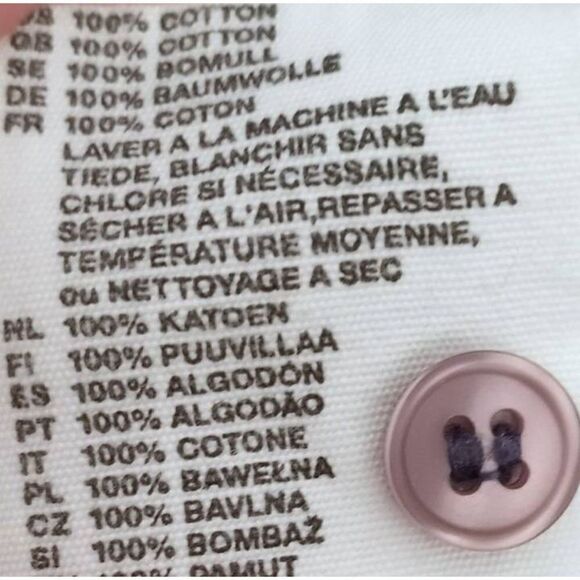 100% COTTON
GB 100% COTTON
SE 100% BOMULL
DE 100% BAUMWOLLE
FR 100% COTON
LAVER A LA MACHINE A L'EAU
TIEDE, BLANCHIR SANS
CHLORE SI NÉCESSAIRE,
SÉCHER A L'AIR,REPASSER A
TEMPÉRATURE MOYENNE,
ou NETTOYAGE A SEC
NL 100% KATOEN
FI 100% PUUVILLAA
ES 100% ALGODÓN
PT 100% ALGODÃO
IT 100% COTONE
PL 100% BAWEŁNA
CZ 100% BAVLNA
SI 100% BOMBAŽ
100% PAMUT